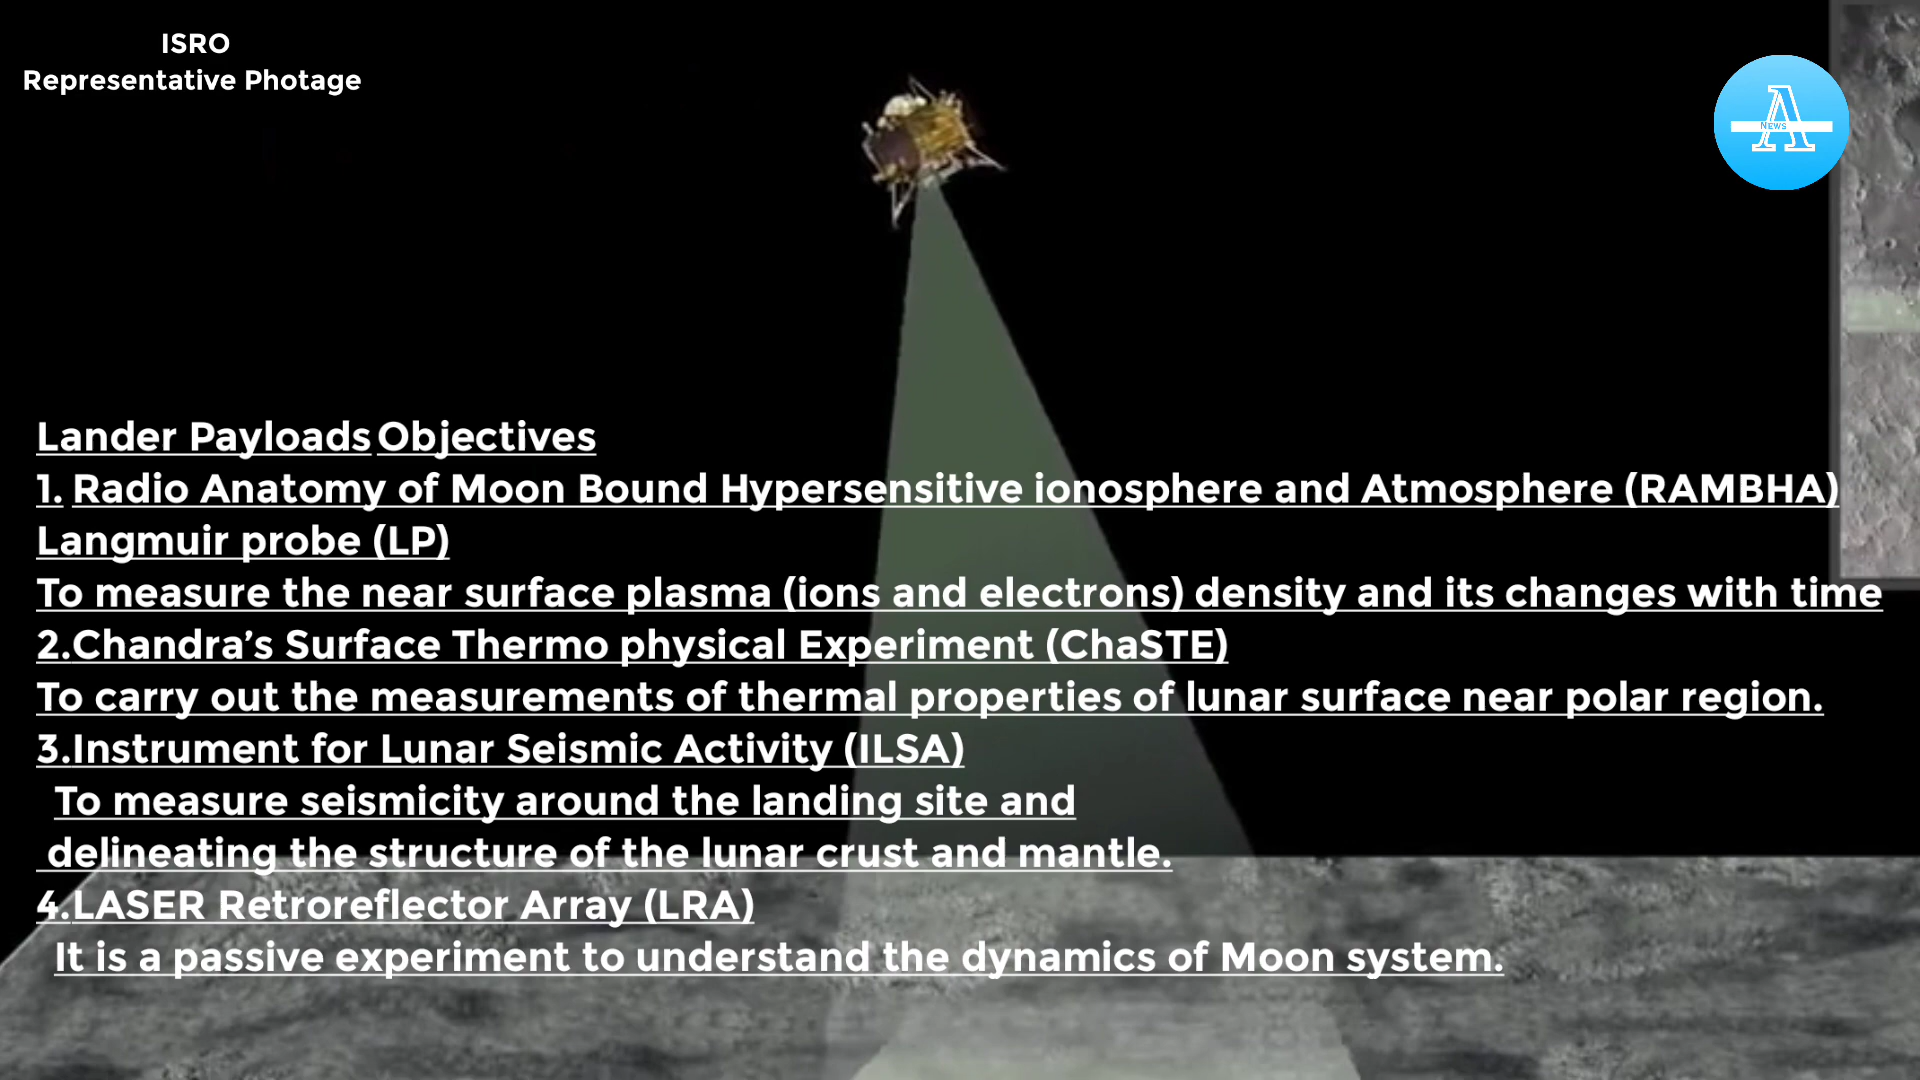 ISRO
Representative Photage
A
News
Lander Payloads Objectives
1. Radio Anatomy of Moon Bound Hypersensitive ionosphere and Atmosphere (RAMBHA)
Langmuir probe (LP)
To measure the near surface plasma (ions and electrons) density and its changes with time
2.Chandra’s Surface Thermo physical Experiment (ChaSTE)
To carry out the measurements of thermal properties of lunar surface near polar region.
3.Instrument for Lunar Seismic Activity (ILSA)
To measure seismicity around the landing site and
delineating the structure of the lunar crust and mantle.
4.LASER Retroreflector Array (LRA)
It is a passive experiment to understand the dynamics of Moon system.